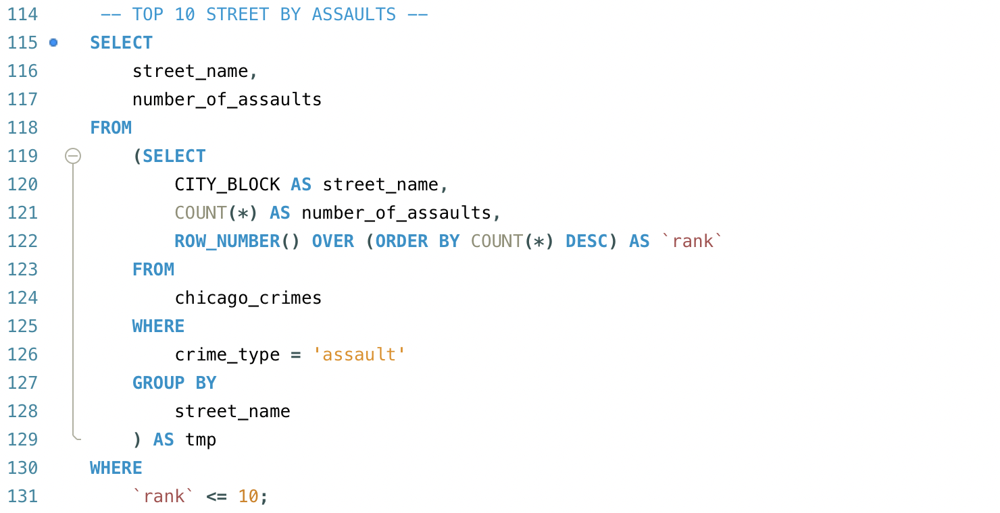 114 -- TOP 10 STREET BY ASSAULTS --
115 SELECT
116 street_name,
117 number_of_assaults
118 FROM
119 (SELECT
120 CITY_BLOCK AS street_name,
121 COUNT(*) AS number_of_assaults,
122 ROW_NUMBER() OVER (ORDER BY COUNT(*) DESC) AS `rank`
123 FROM
124 chicago_crimes
125 WHERE
126 crime_type = 'assault'
127 GROUP BY
128 street_name
129 ) AS tmp
130 WHERE
131 `rank` <= 10;